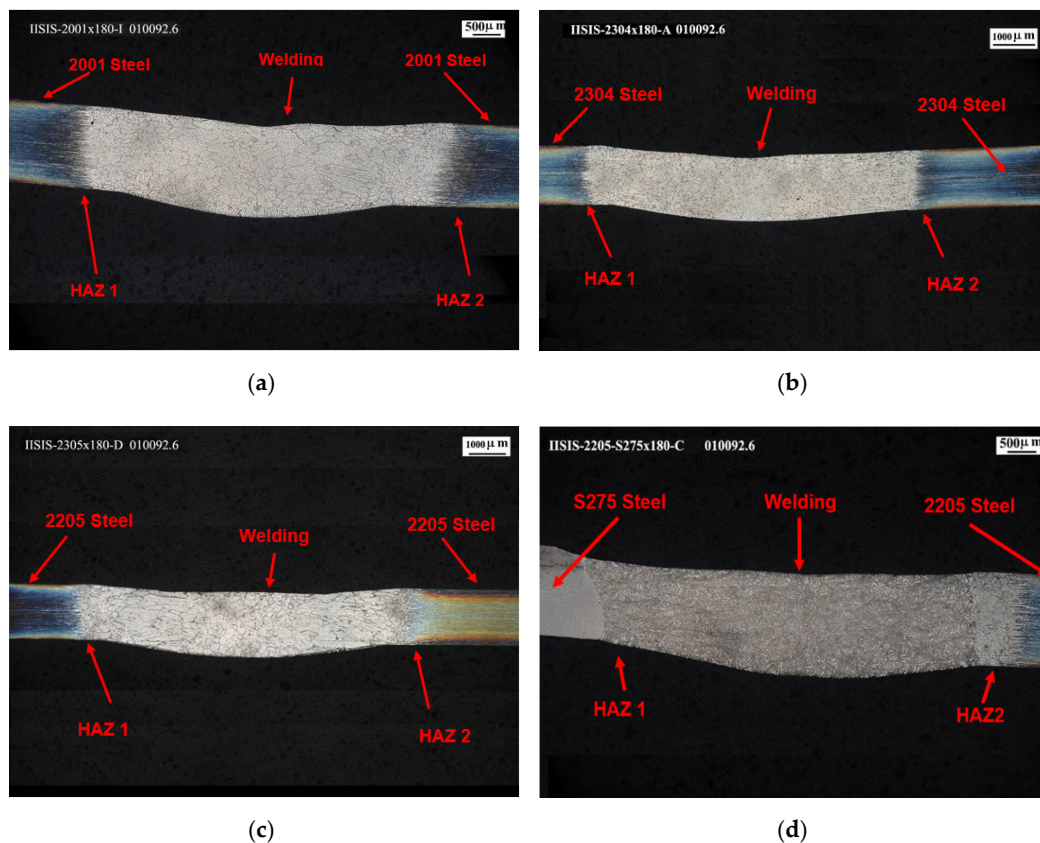 IISIS-2001x180-I 010092.6
500μm
2001 Steel
Welding
2001 Steel
HAZ 1
HAZ 2
(a)
IISIS-2304x180-A 010092.6
1000μm
2304 Steel
Welding
2304 Steel
HAZ 1
HAZ 2
(b)
IISIS-2305x180-D 010092.6
1000μm
2205 Steel
Welding
2205 Steel
HAZ 1
HAZ 2
(c)
IISIS-2205-S275x180-C 010092.6
500μm
S275 Steel
Welding
2205 Steel
HAZ 1
HAZ2
(d)